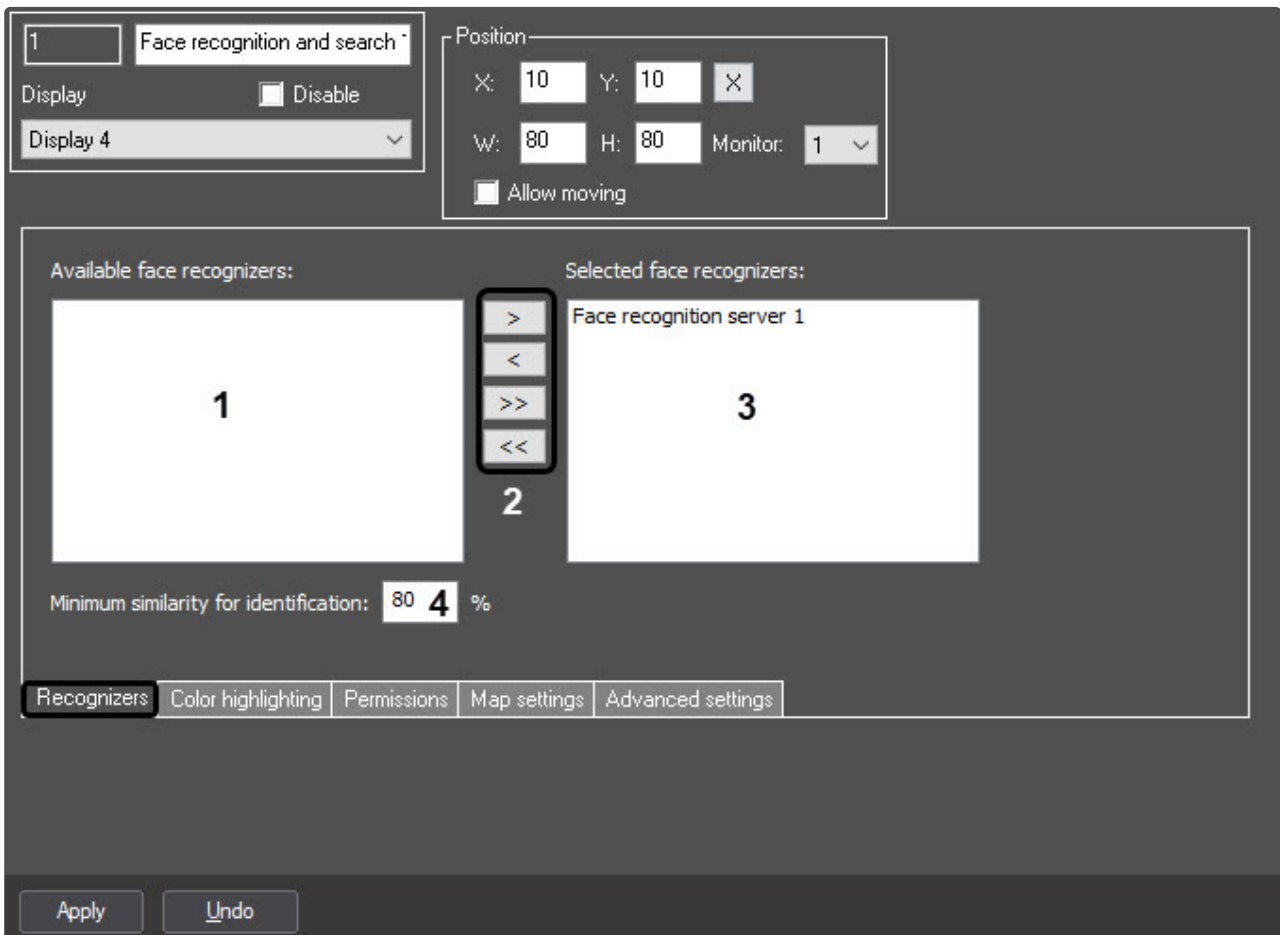 1 Face recognition and search
Display Disable
Display 4
Position
X: 10 Y: 10 X
W: 80 H: 80 Monitor: 1
Allow moving
Available face recognizers: Selected face recognizers:
> Face recognition server 1
<
1 >> 3
<<
2
Minimum similarity for identification: 80 4 %
Recognizers Color highlighting Permissions Map settings Advanced settings
Apply Undo